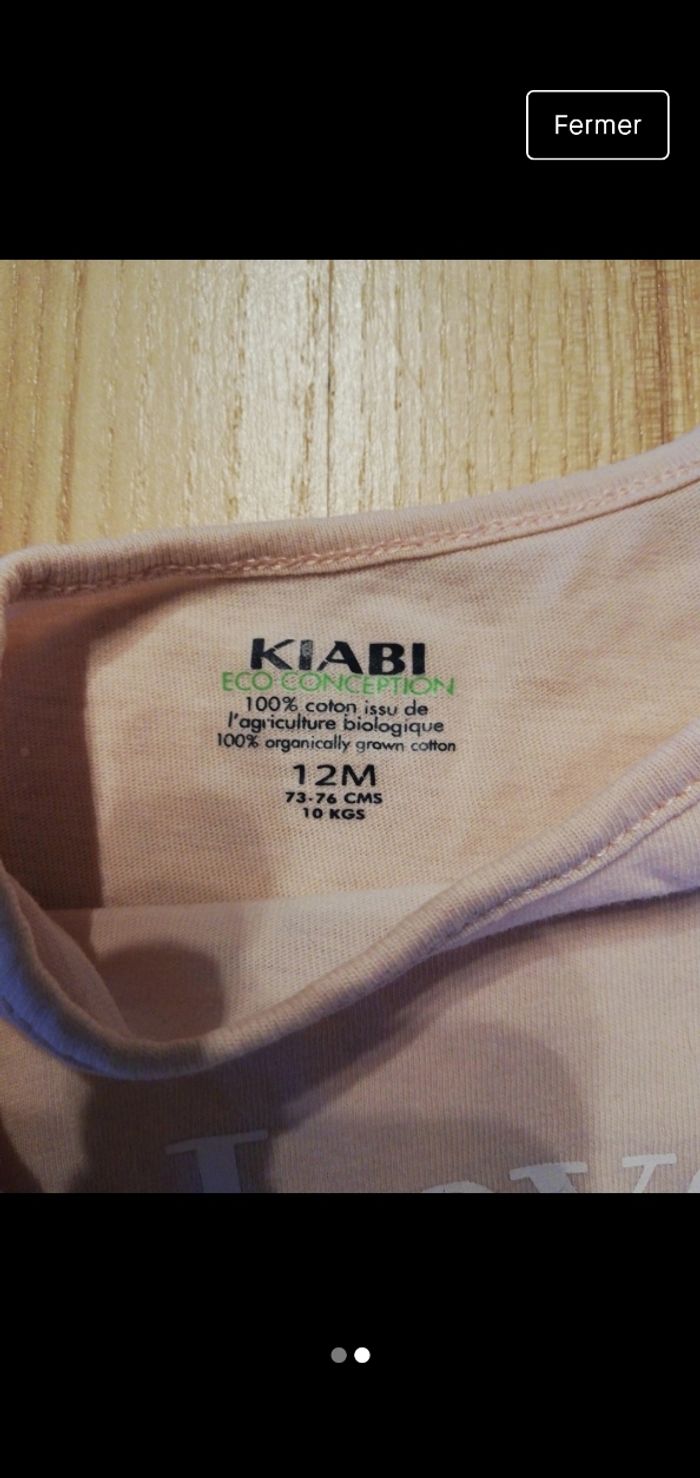 Fermer
KIABI
ECO CONCEPTION
100% coton issu de
l'agriculture biologique
100% organically grown cotton
12M
73-76 CMS
10 KGS